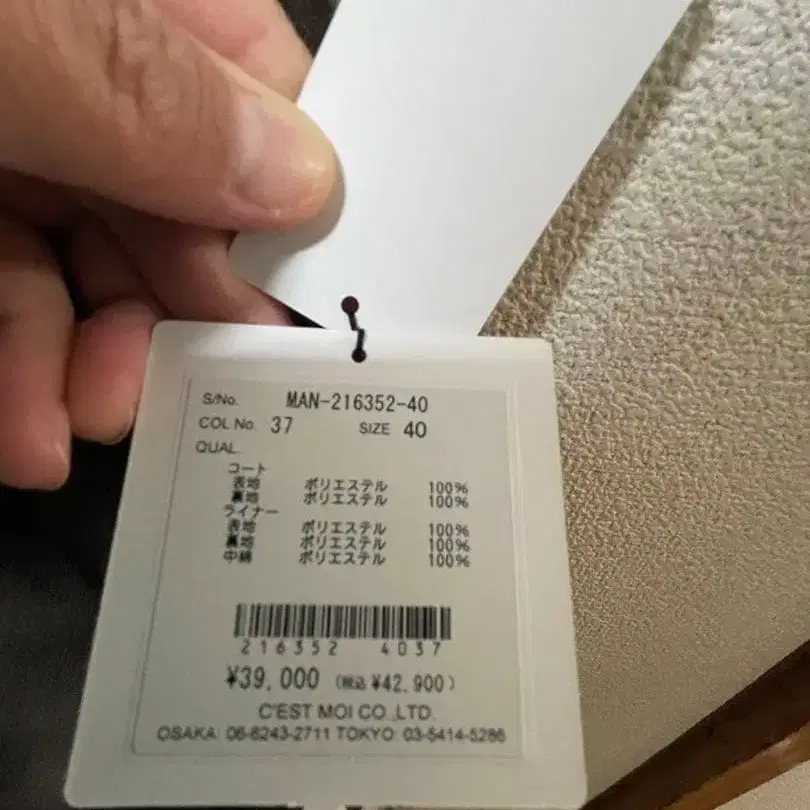 S/No. MAN-216352-40
COL No. 37 SIZE 40
QUAL.
コート
表地 ポリエステル 100%
裏地 ポリエステル 100%
ライナー
表地 ポリエステル 100%
裏地 ポリエステル 100%
中綿 ポリエステル 100%
216352 4037
¥39,000 (税込 ¥42,900)
C'EST MOI CO.,LTD.
OSAKA: 06-6243-2711 TOKYO: 03-5414-5286